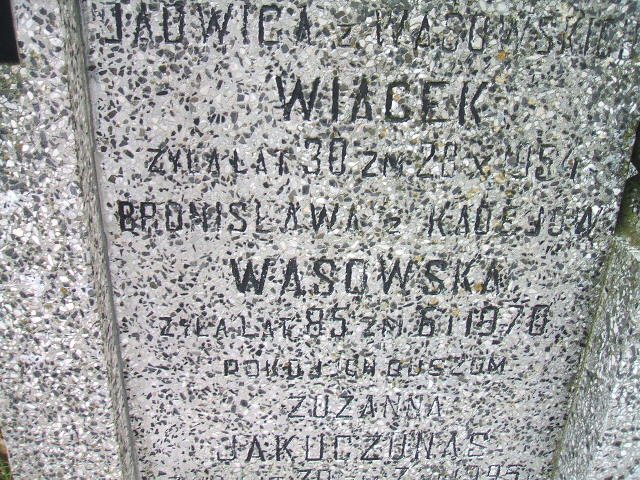 JADWIGA z WĄSOWSKICH
WIĄCEK
ŻYŁA LAT 30 ZM. 28 X 1954
BRONISŁAWA z KADEJÓW
WĄSOWSKA
ŻYŁA LAT 85 ZM. 6 I 1970
POKÓJ ICH DUSZOM
ZUZANNA
JAKUCZUNAS